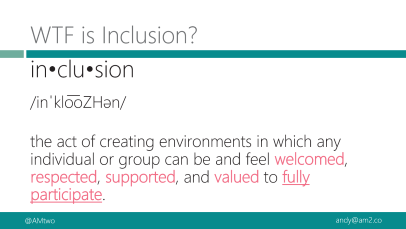 WTF is Inclusion?
in•clu•sion
/inˈklo͞oZHən/
the act of creating environments in which any
individual or group can be and feel welcomed,
respected, supported, and valued to fully
participate.
@AMtwo
andy@am2.co